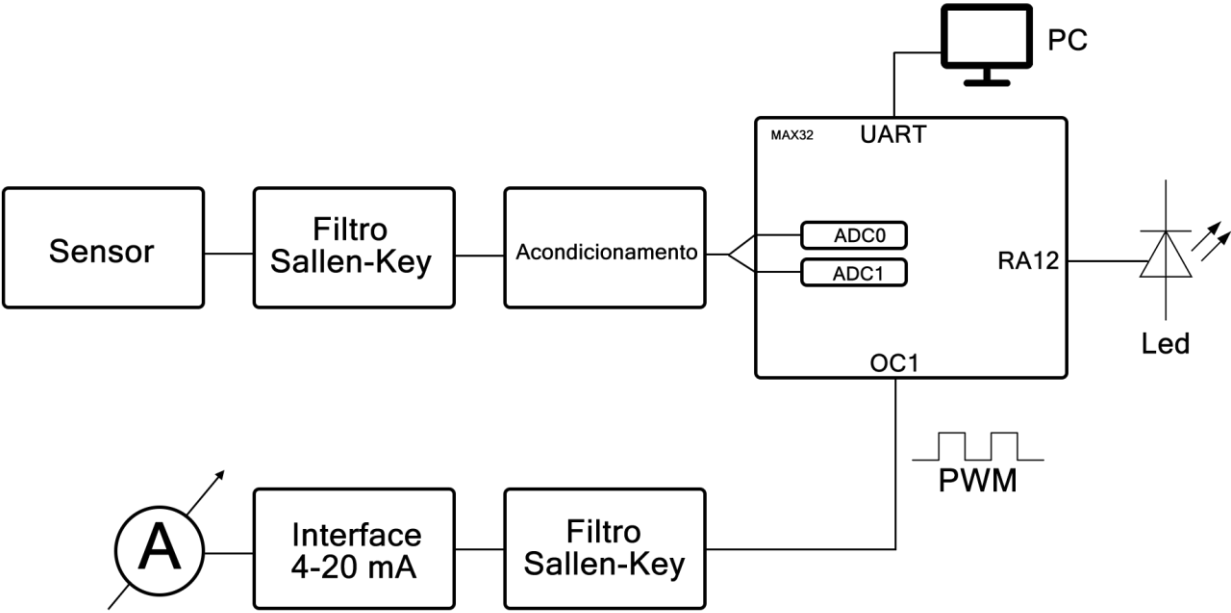 PC
MAX32
UART
Sensor
Filtro
Sallen-Key
Acondicionamento
ADC0
ADC1
RA12
Led
OC1
PWM
A
Interface
4-20 mA
Filtro
Sallen-Key